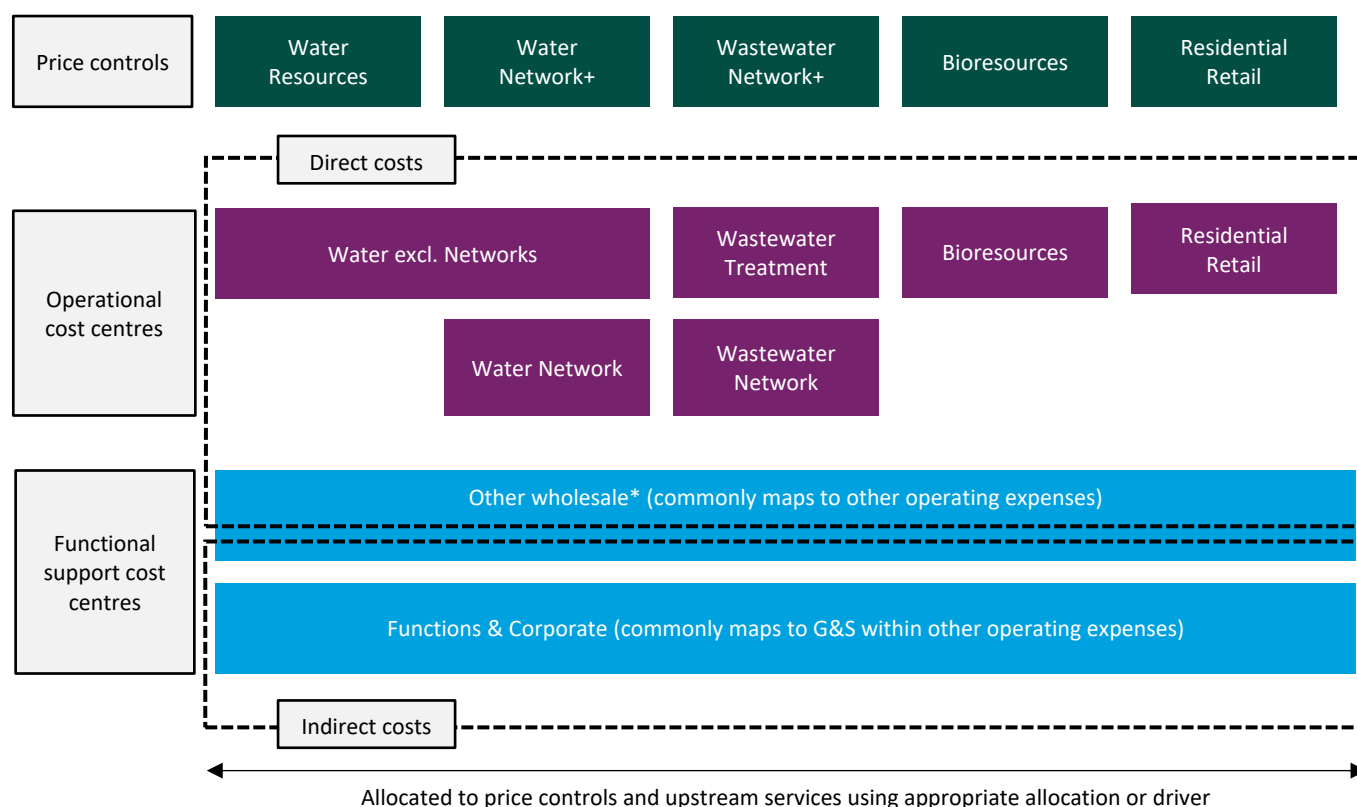 Price controls
Water
Resources
Water
Network+
Wastewater
Network+
Bioresources
Residential
Retail
Direct costs
Operational
cost centres
Water excl. Networks
Wastewater
Treatment
Bioresources
Residential
Retail
Water Network
Wastewater
Network
Functional
support cost
centres
Other wholesale* (commonly maps to other operating expenses)
Functions & Corporate (commonly maps to G&S within other operating expenses)
Indirect costs
Allocated to price controls and upstream services using appropriate allocation or driver